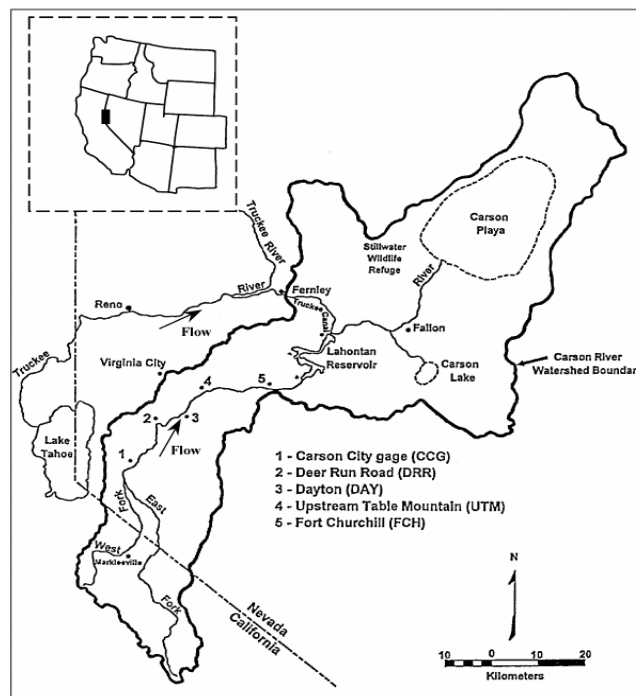 Truckee River
Carson
Playa
Stillwater
Wildlife
Refuge
River
River
Fernley
Reno
Truckee Canal
Flow
Fallon
Truckee
Virginia City
Lahontan
Reservoir
Carson
Lake
Carson River
Watershed Boundar
4
5
2
3
Flow
Lake
Tahoe
1
1 - Carson City gage (CCG)
2 - Deer Run Road (DRR)
3 - Dayton (DAY)
4 - Upstream Table Mountain (UTM)
5 - Fort Churchill (FCH)
Fork
East
West
Markleeville
Fork
N
Nevada
California
10 0 10 20
Kilometers